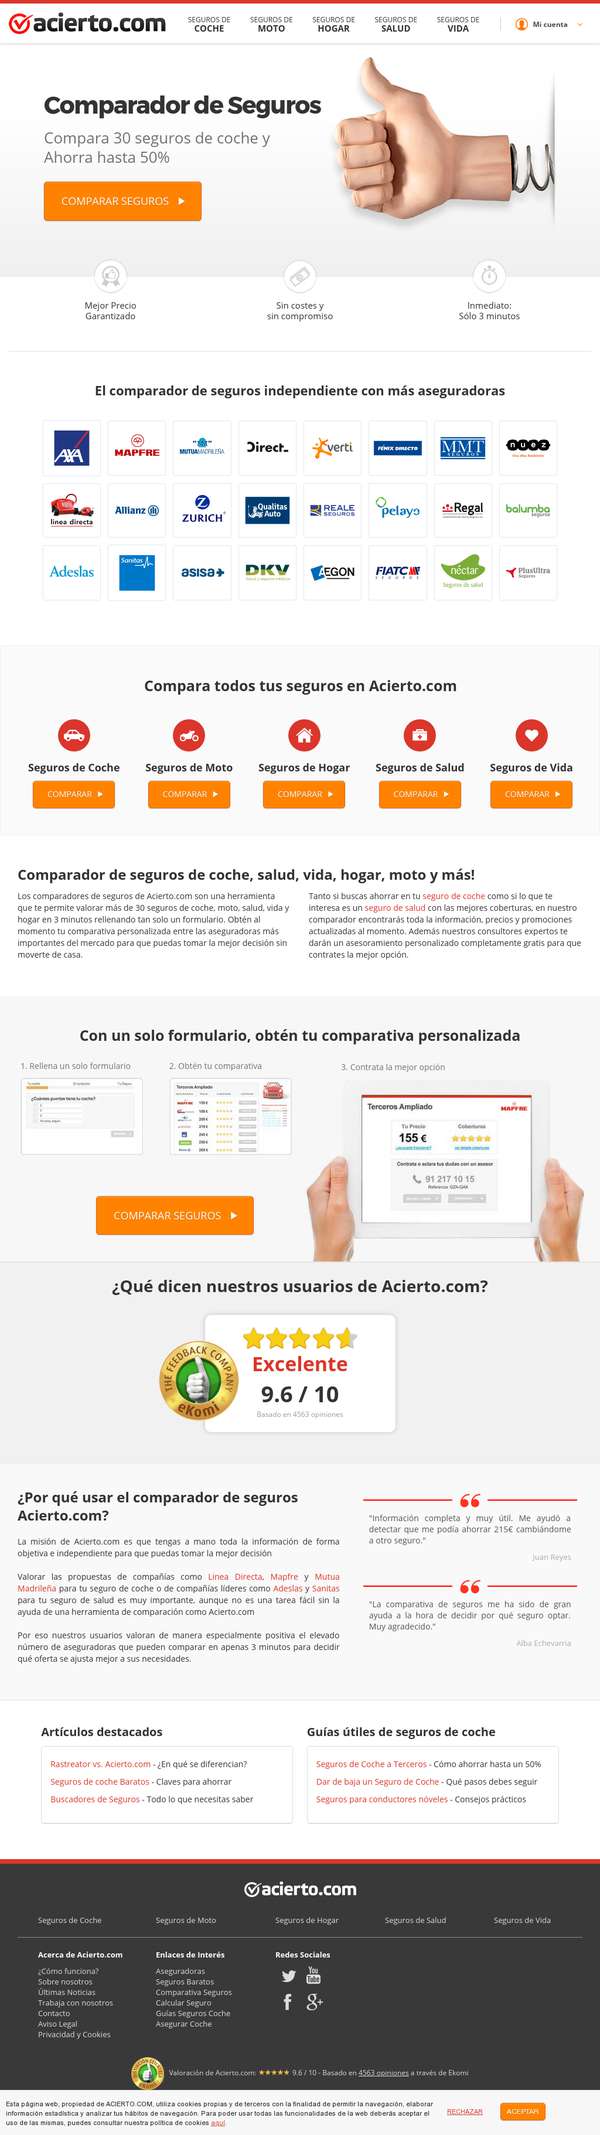 acierto.com
SEGUROS DE COCHE
SEGUROS DE MOTO
SEGUROS DE HOGAR
SEGUROS DE SALUD
SEGUROS DE VIDA
Mi cuenta
Comparador de Seguros
Compara 30 seguros de coche y
Ahorra hasta 50%
COMPARAR SEGUROS
Mejor Precio
Garantizado
Sin costes y
sin compromiso
Inmediato:
Sólo 3 minutos
El comparador de seguros independiente con más aseguradoras
AXA
MAPFRE
MUTUAMADRILEÑA
Direct
verti
FÉNIX DIRECTO
MMT
SEGUROS
nuez
linea directa
Allianz
ZURICH
Qualitas
Auto
REALE
SEGUROS
pelayo
Regal
balumba
seguros
Adeslas
Sanitas
asisa+
DKV
AEGON
FIATC
SEGUROS
néctar
Seguros de salud
PlusUltra
Seguros
Compara todos tus seguros en Acierto.com
Seguros de Coche
Seguros de Moto
Seguros de Hogar
Seguros de Salud
Seguros de Vida
COMPARAR
COMPARAR
COMPARAR
COMPARAR
COMPARAR
Comparador de seguros de coche, salud, vida, hogar, moto y más!
Los comparadores de seguros de Acierto.com son una herramienta
que te permite valorar más de 30 seguros de coche, moto, salud, vida y
hogar en 3 minutos rellenando tan solo un formulario. Obtén al
momento tu comparativa personalizada entre las aseguradoras más
importantes del mercado para que puedas tomar la mejor decisión sin
moverte de casa.
Tanto si buscas ahorrar en tu seguro de coche como si lo que te
interesa es un seguro de salud con las mejores coberturas, en nuestro
comparador encontrarás toda la información, precios y promociones
actualizadas al momento. Además nuestros consultores expertos te
darán un asesoramiento personalizado completamente gratis para que
contrates la mejor opción.
Con un solo formulario, obtén tu comparativa personalizada
1. Rellena un solo formulario
2. Obtén tu comparativa
3. Contrata la mejor opción
¿Cuántas puertas tiene tu coche?
Terceros Ampliado
Terceros Ampliado
MAPFRE
Tu Precio
Coberturas
155 €
Contrata o aclara tus dudas con un asesor
91 217 10 15
COMPARAR SEGUROS
¿Qué dicen nuestros usuarios de Acierto.com?
THE FEEDBACK COMPANY
eKomi
Excelente
9.6 / 10
Basado en 4563 opiniones
¿Por qué usar el comparador de seguros
Acierto.com?
La misión de Acierto.com es que tengas a mano toda la información de forma
objetiva e independiente para que puedas tomar la mejor decisión
Valorar las propuestas de compañías como Linea Directa, Mapfre y Mutua
Madrileña para tu seguro de coche o de compañías líderes como Adeslas y Sanitas
para tu seguro de salud es muy importante, aunque no es una tarea fácil sin la
ayuda de una herramienta de comparación como Acierto.com
Por eso nuestros usuarios valoran de manera especialmente positiva el elevado
número de aseguradoras que pueden comparar en apenas 3 minutos para decidir
qué oferta se ajusta mejor a sus necesidades.
"Información completa y muy útil. Me ayudó a
detectar que me podía ahorrar 215€ cambiándome
a otro seguro."
Juan Reyes
"La comparativa de seguros me ha sido de gran
ayuda a la hora de decidir por qué seguro optar.
Muy agradecido."
Alba Echevarria
Artículos destacados
Rastreator vs. Acierto.com - ¿En qué se diferencian?
Seguros de coche Baratos - Claves para ahorrar
Buscadores de Seguros - Todo lo que necesitas saber
Guías útiles de seguros de coche
Seguros de Coche a Terceros - Cómo ahorrar hasta un 50%
Dar de baja un Seguro de Coche - Qué pasos debes seguir
Seguros para conductores nóveles - Consejos prácticos
acierto.com
Seguros de Coche
Seguros de Moto
Seguros de Hogar
Seguros de Salud
Seguros de Vida
Acerca de Acierto.com
¿Cómo funciona?
Sobre nosotros
Últimas Noticias
Trabaja con nosotros
Contacto
Aviso Legal
Privacidad y Cookies
Enlaces de Interés
Aseguradoras
Seguros Baratos
Comparativa Seguros
Calcular Seguro
Guías Seguros Coche
Asegurar Coche
Redes Sociales
You Tube
Valoración de Acierto.com: ★★★★★ 9.6 / 10 - Basado en 4563 opiniones a través de Ekomi
Esta página web, propiedad de ACIERTO.COM, utiliza cookies propias y de terceros con la finalidad de permitir la navegación, elaborar
información estadística y analizar tus hábitos de navegación. Para poder usar todas las funcionalidades de la web deberás aceptar el
uso de las mismas, puedes consultar nuestra política de cookies aquí
RECHAZAR
ACEPTAR